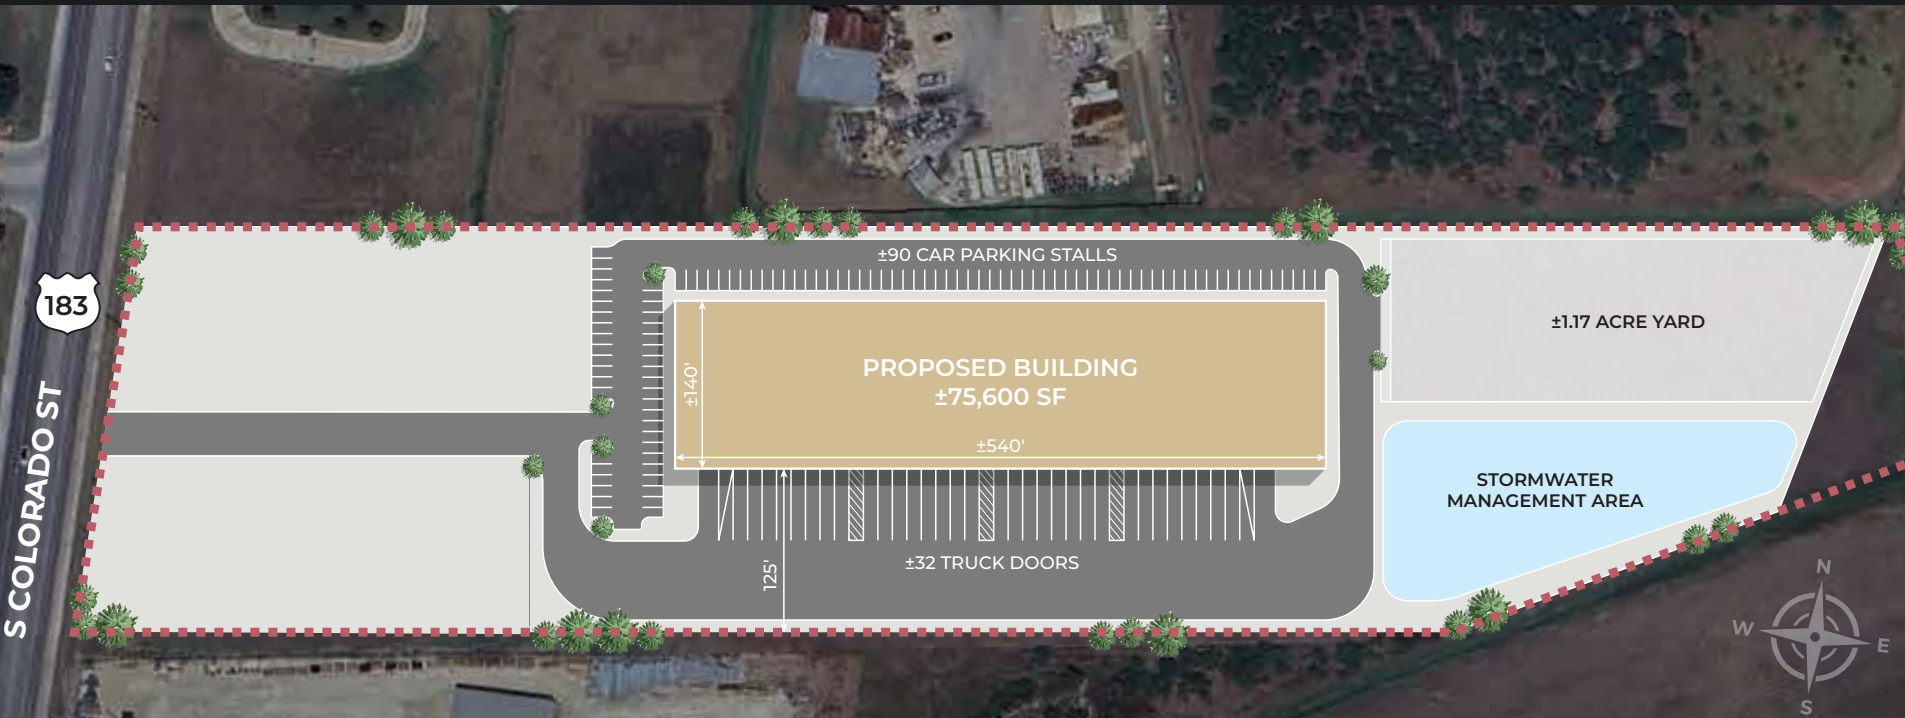 ±90 CAR PARKING STALLS
183
±1.17 ACRE YARD
PROPOSED BUILDING
±75,600 SF
±140'
±540'
S COLORADO ST
STORMWATER
MANAGEMENT AREA
±32 TRUCK DOORS
125'
N
W
E
S